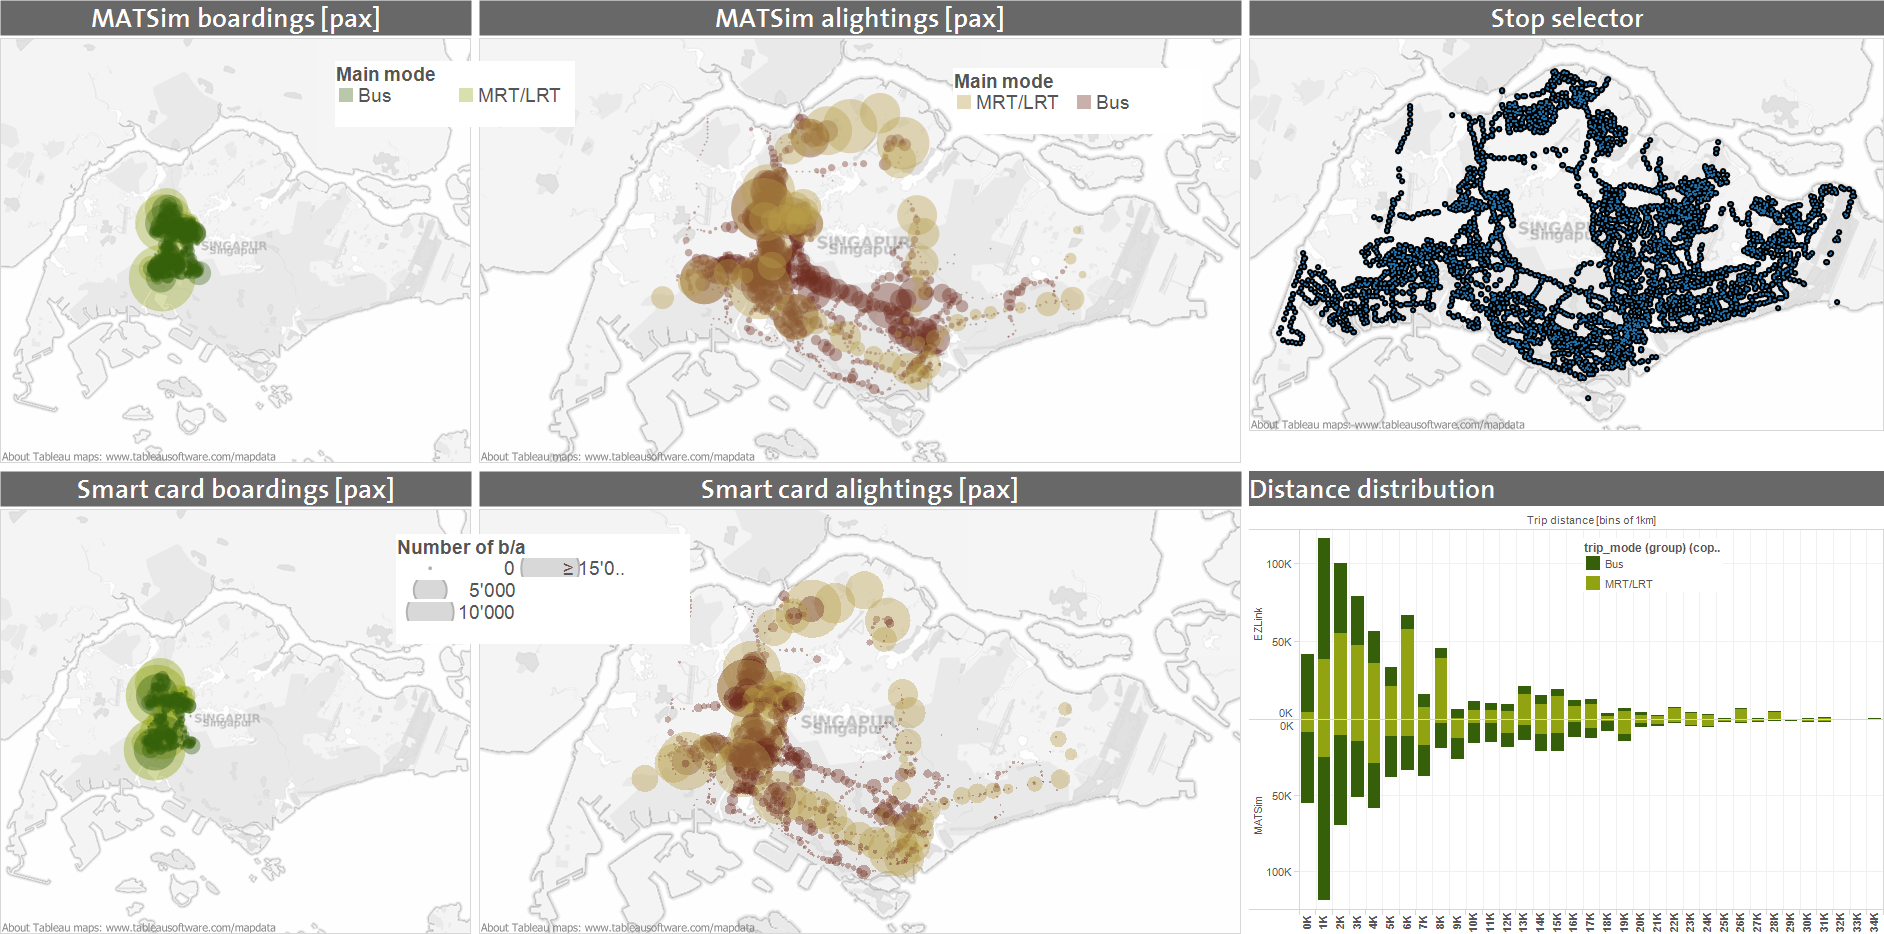 MATSim boardings [pax]
MATSim alightings [pax]
Stop selector
Main mode
Bus
MRT/LRT
Main mode
MRT/LRT
Bus
SINGAPUR
Singapur
SINGAPUR
Singapur
SINGAPUR
Singapur
About Tableau maps: www.tableausoftware.com/mapdata
About Tableau maps: www.tableausoftware.com/mapdata
About Tableau maps: www.tableausoftware.com/mapdata
Smart card boardings [pax]
Smart card alightings [pax]
Distance distribution
Number of b/a
0
≥ 15'0..
5'000
10'000
SINGAPUR
Singapur
SINGAPUR
Singapur
About Tableau maps: www.tableausoftware.com/mapdata
About Tableau maps: www.tableausoftware.com/mapdata
Trip distance [bins of 1km]
trip_mode (group) (cop..
Bus
MRT/LRT
EZLink
100K
50K
0K
MATSim
0K
50K
100K
0K 1K 2K 3K 4K 5K 6K 7K 8K 9K 10K 11K 12K 13K 14K 15K 16K 17K 18K 19K 20K 21K 22K 23K 24K 25K 26K 27K 28K 29K 30K 31K 32K 33K 34K